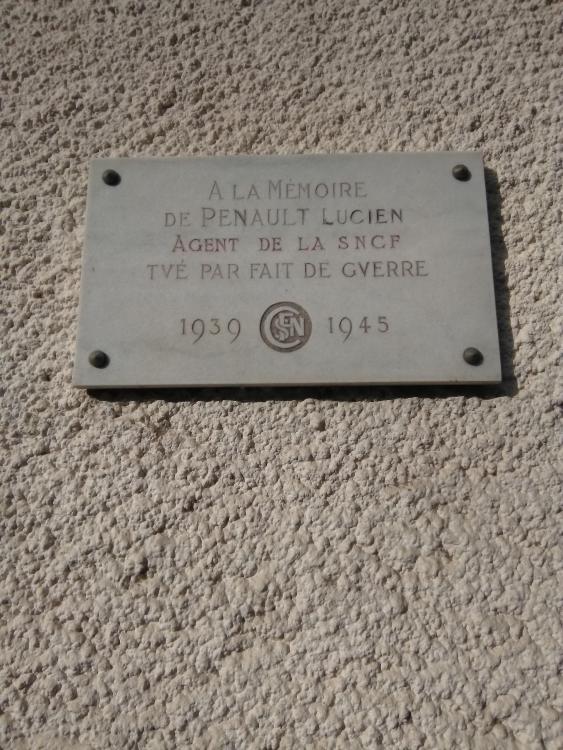 A LA MÉMOIRE
DE PENAULT LUCIEN
AGENT DE LA SNCF
TVÉ PAR FAIT DE GVERRE
1939 SNCF 1945